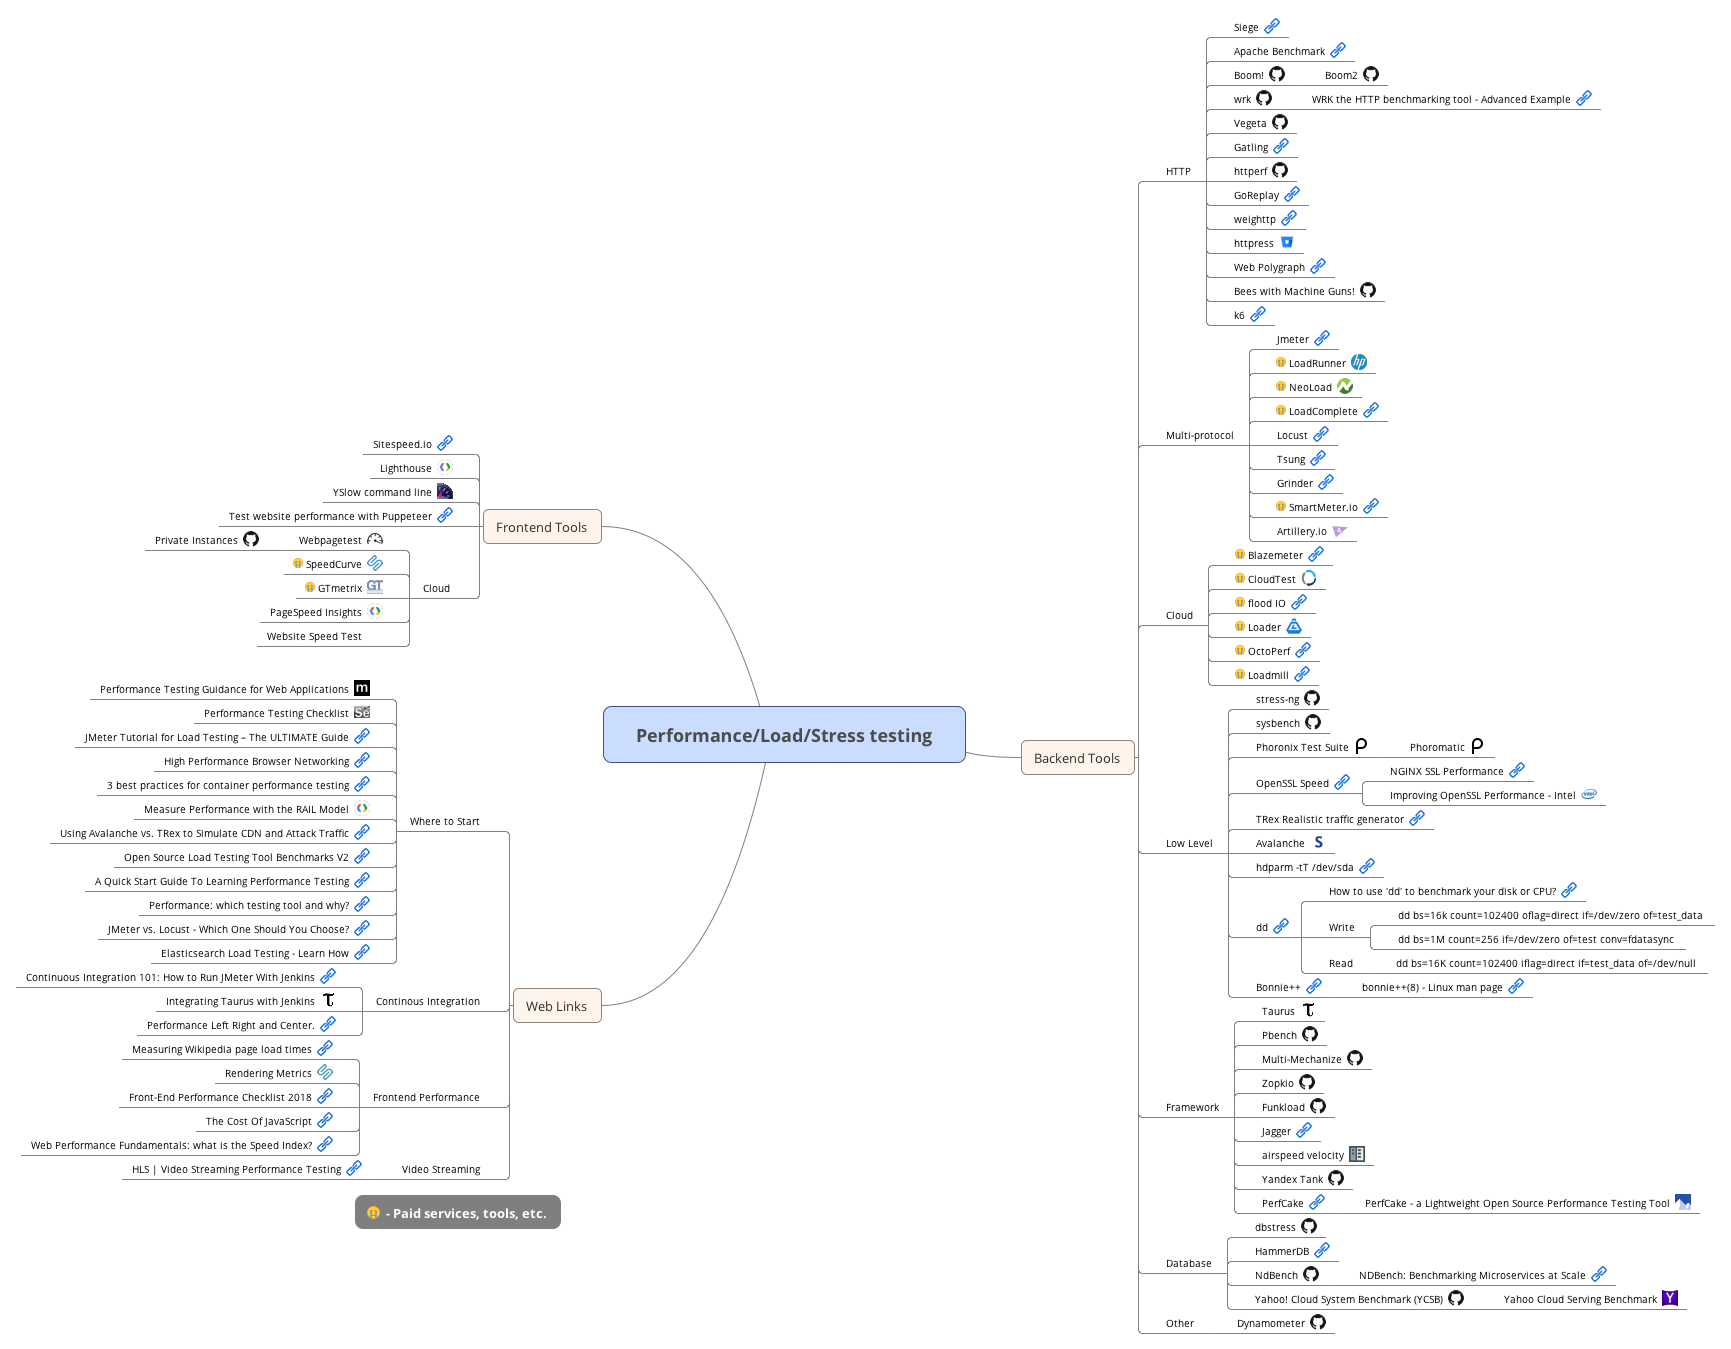 Performance/Load/Stress testing
Frontend Tools
Sitespeed.io
Lighthouse
YSlow command line
Test website performance with Puppeteer
Cloud
Webpagetest
Private Instances
SpeedCurve
GT
GTmetrix
PageSpeed Insights
Website Speed Test
Web Links
Where to Start
Performance Testing Guidance for Web Applications
m
Performance Testing Checklist
Se
JMeter Tutorial for Load Testing – The ULTIMATE Guide
High Performance Browser Networking
3 best practices for container performance testing
Measure Performance with the RAIL Model
Using Avalanche vs. TRex to Simulate CDN and Attack Traffic
Open Source Load Testing Tool Benchmarks V2
A Quick Start Guide To Learning Performance Testing
Performance: which testing tool and why?
JMeter vs. Locust - Which One Should You Choose?
Elasticsearch Load Testing - Learn How
Continous Integration
Continuous Integration 101: How to Run JMeter With Jenkins
Integrating Taurus with Jenkins
Performance Left Right and Center.
Frontend Performance
Measuring Wikipedia page load times
Rendering Metrics
Front-End Performance Checklist 2018
The Cost Of JavaScript
Web Performance Fundamentals: what is the Speed Index?
Video Streaming
HLS | Video Streaming Performance Testing
- Paid services, tools, etc.
Backend Tools
HTTP
Siege
Apache Benchmark
Boom!
Boom2
wrk
WRK the HTTP benchmarking tool - Advanced Example
Vegeta
Gatling
httperf
GoReplay
weighttp
httpress
Web Polygraph
Bees with Machine Guns!
k6
Multi-protocol
Jmeter
LoadRunner
hp
NeoLoad
LoadComplete
Locust
Tsung
Grinder
SmartMeter.io
Artillery.io
Cloud
Blazemeter
CloudTest
flood IO
Loader
OctoPerf
Loadmill
Low Level
stress-ng
sysbench
Phoronix Test Suite
Phoromatic
OpenSSL Speed
NGINX SSL Performance
Improving OpenSSL Performance - Intel
intel
TRex Realistic traffic generator
Avalanche
S
hdparm -tT /dev/sda
dd
How to use 'dd' to benchmark your disk or CPU?
Write
dd bs=16k count=102400 oflag=direct if=/dev/zero of=test_data
dd bs=1M count=256 if=/dev/zero of=test conv=fdatasync
Read
dd bs=16K count=102400 iflag=direct if=test_data of=/dev/null
Bonnie++
bonnie++(8) - Linux man page
Framework
Taurus
Pbench
Multi-Mechanize
Zopkio
Funkload
Jagger
airspeed velocity
Yandex Tank
PerfCake
PerfCake - a Lightweight Open Source Performance Testing Tool
Database
dbstress
HammerDB
NdBench
NDBench: Benchmarking Microservices at Scale
Yahoo! Cloud System Benchmark (YCSB)
Yahoo Cloud Serving Benchmark
Y
Other
Dynamometer